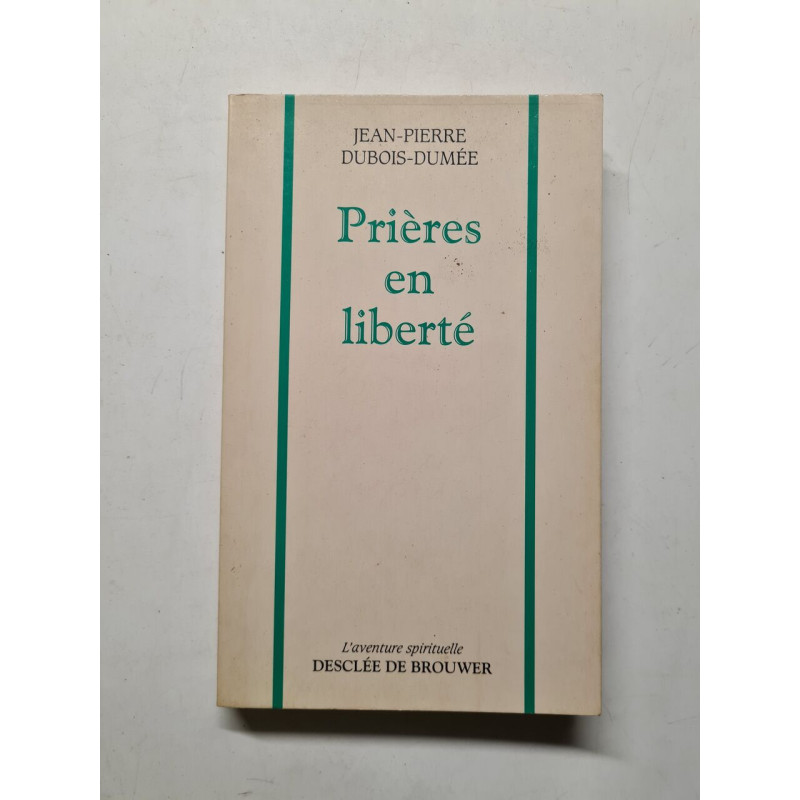 JEAN-PIERRE
DUBOIS-DUMÉE
Prières
en
liberté
L'aventure spirituelle
DESCLÉE DE BROUWER